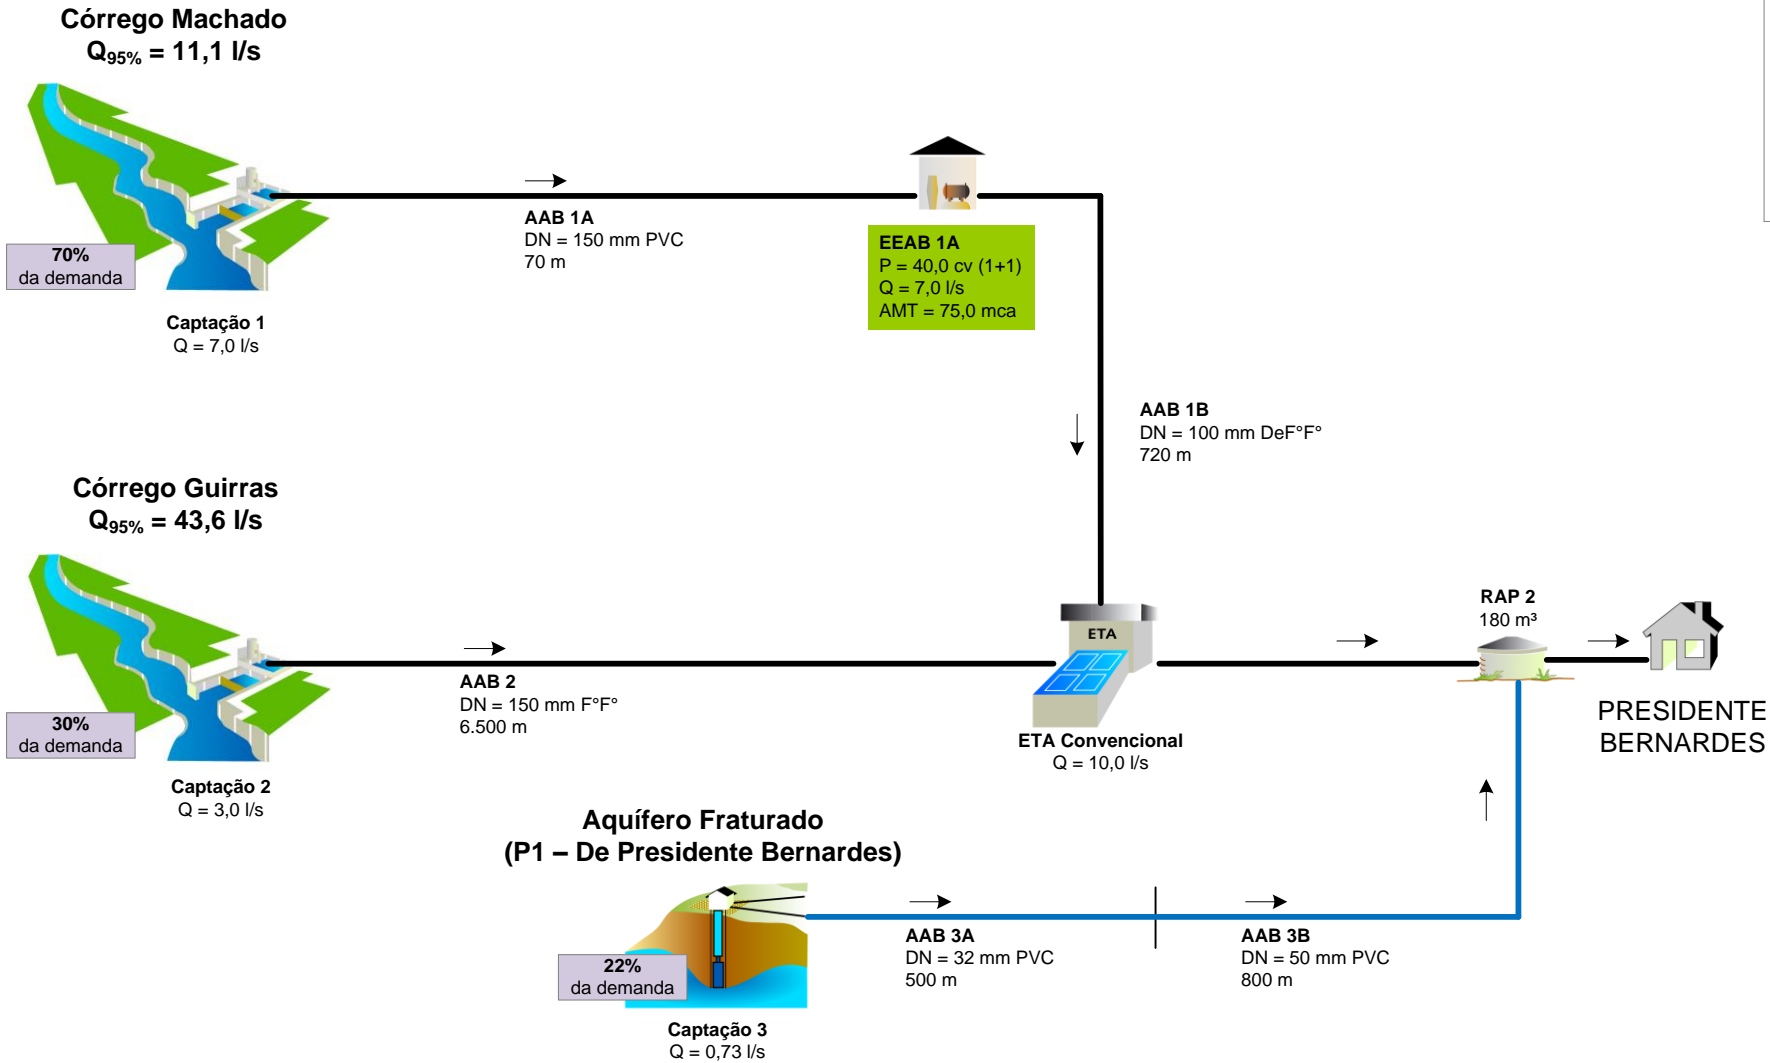 Córrego Machado
Q95% = 11,1 l/s
70%
da demanda
Captação 1
Q = 7,0 l/s
AAB 1A
DN = 150 mm PVC
70 m
EEAB 1A
P = 40,0 cv (1+1)
Q = 7,0 l/s
AMT = 75,0 mca
AAB 1B
DN = 100 mm DeF°F°
720 m
Córrego Guirras
Q95% = 43,6 l/s
30%
da demanda
Captação 2
Q = 3,0 l/s
AAB 2
DN = 150 mm F°F°
6.500 m
ETA
ETA Convencional
Q = 10,0 l/s
RAP 2
180 m³
PRESIDENTE
BERNARDES
Aquífero Fraturado
(P1 – De Presidente Bernardes)
22%
da demanda
Captação 3
Q = 0,73 l/s
AAB 3A
DN = 32 mm PVC
500 m
AAB 3B
DN = 50 mm PVC
800 m